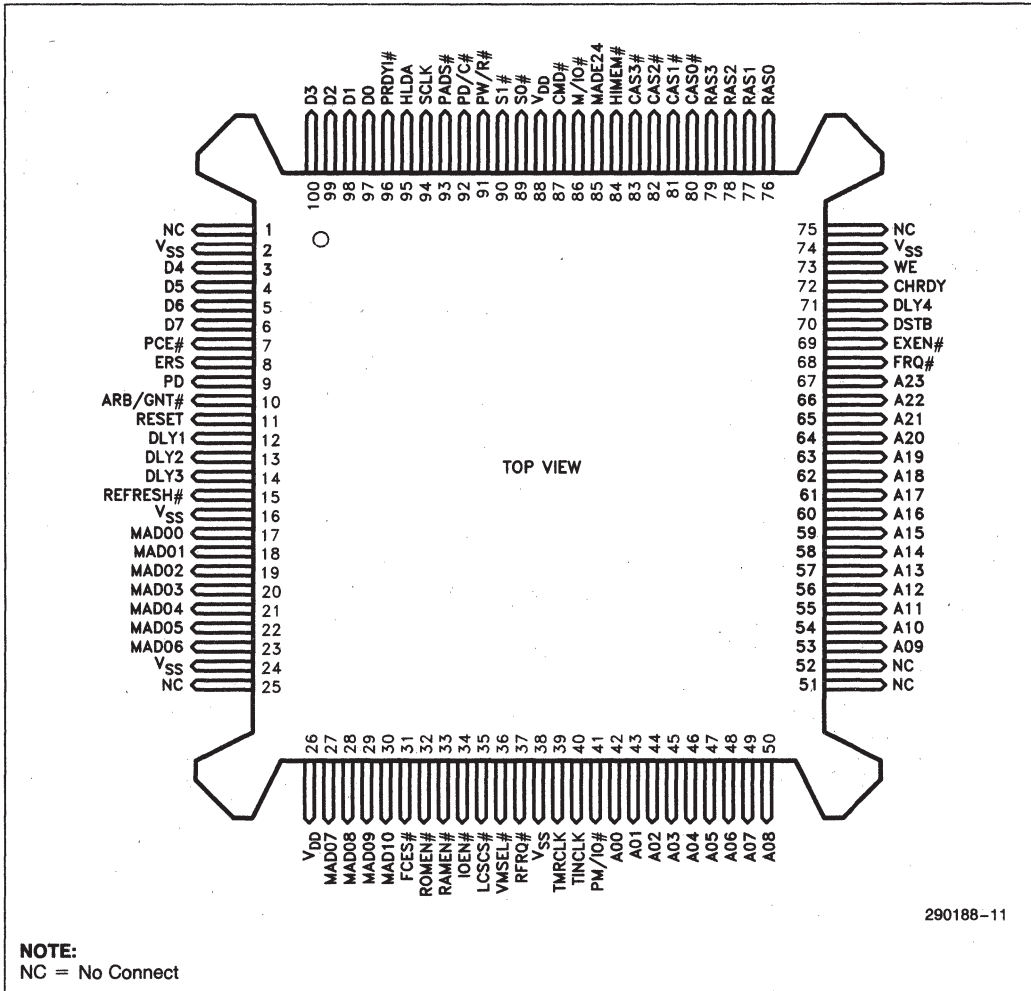 D3 D2 D1 D0 PRDYI# HLDA SCLK PADS# PD/C# PW/R# S1# S0# VDD CMD# M/IO# MADE24 HIMEM# CAS3# CAS2# CAS1# CAS0# RAS3 RAS2 RAS1 RAS0
100 99 98 97 96 95 94 93 92 91 90 89 88 87 86 85 84 83 82 81 80 79 78 77 76
NC 1
VSS 2
D4 3
D5 4
D6 5
D7 6
PCE# 7
ERS 8
PD 9
ARB/GNT# 10
RESET 11
DLY1 12
DLY2 13
DLY3 14
REFRESH# 15
VSS 16
MAD00 17
MAD01 18
MAD02 19
MAD03 20
MAD04 21
MAD05 22
MAD06 23
VSS 24
NC 25
TOP VIEW
75 NC
74 VSS
73 WE
72 CHRDY
71 DLY4
70 DSTB
69 EXEN#
68 FRQ#
67 A23
66 A22
65 A21
64 A20
63 A19
62 A18
61 A17
60 A16
59 A15
58 A14
57 A13
56 A12
55 A11
54 A10
53 A09
52 NC
51 NC
26 27 28 29 30 31 32 33 34 35 36 37 38 39 40 41 42 43 44 45 46 47 48 49 50
VDD MAD07 MAD08 MAD09 MAD10 FCES# ROMEN# RAMEN# IOEN# LCSCS# VMSEL# RFRQ# VSS TMRCLK TINCLK PM/IO# A00 A01 A02 A03 A04 A05 A06 A07 A08
290188-11
NOTE:
NC = No Connect